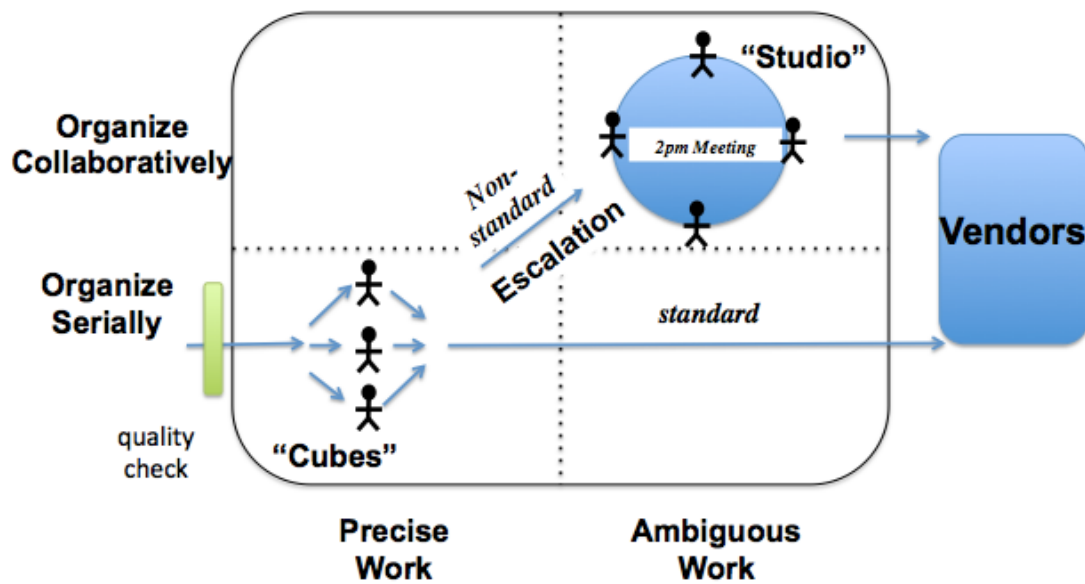 “Studio”
Organize
Collaboratively
2pm Meeting
Non-
standard
Escalation
Vendors
Organize
Serially
standard
quality
check
“Cubes”
Precise
Work
Ambiguous
Work